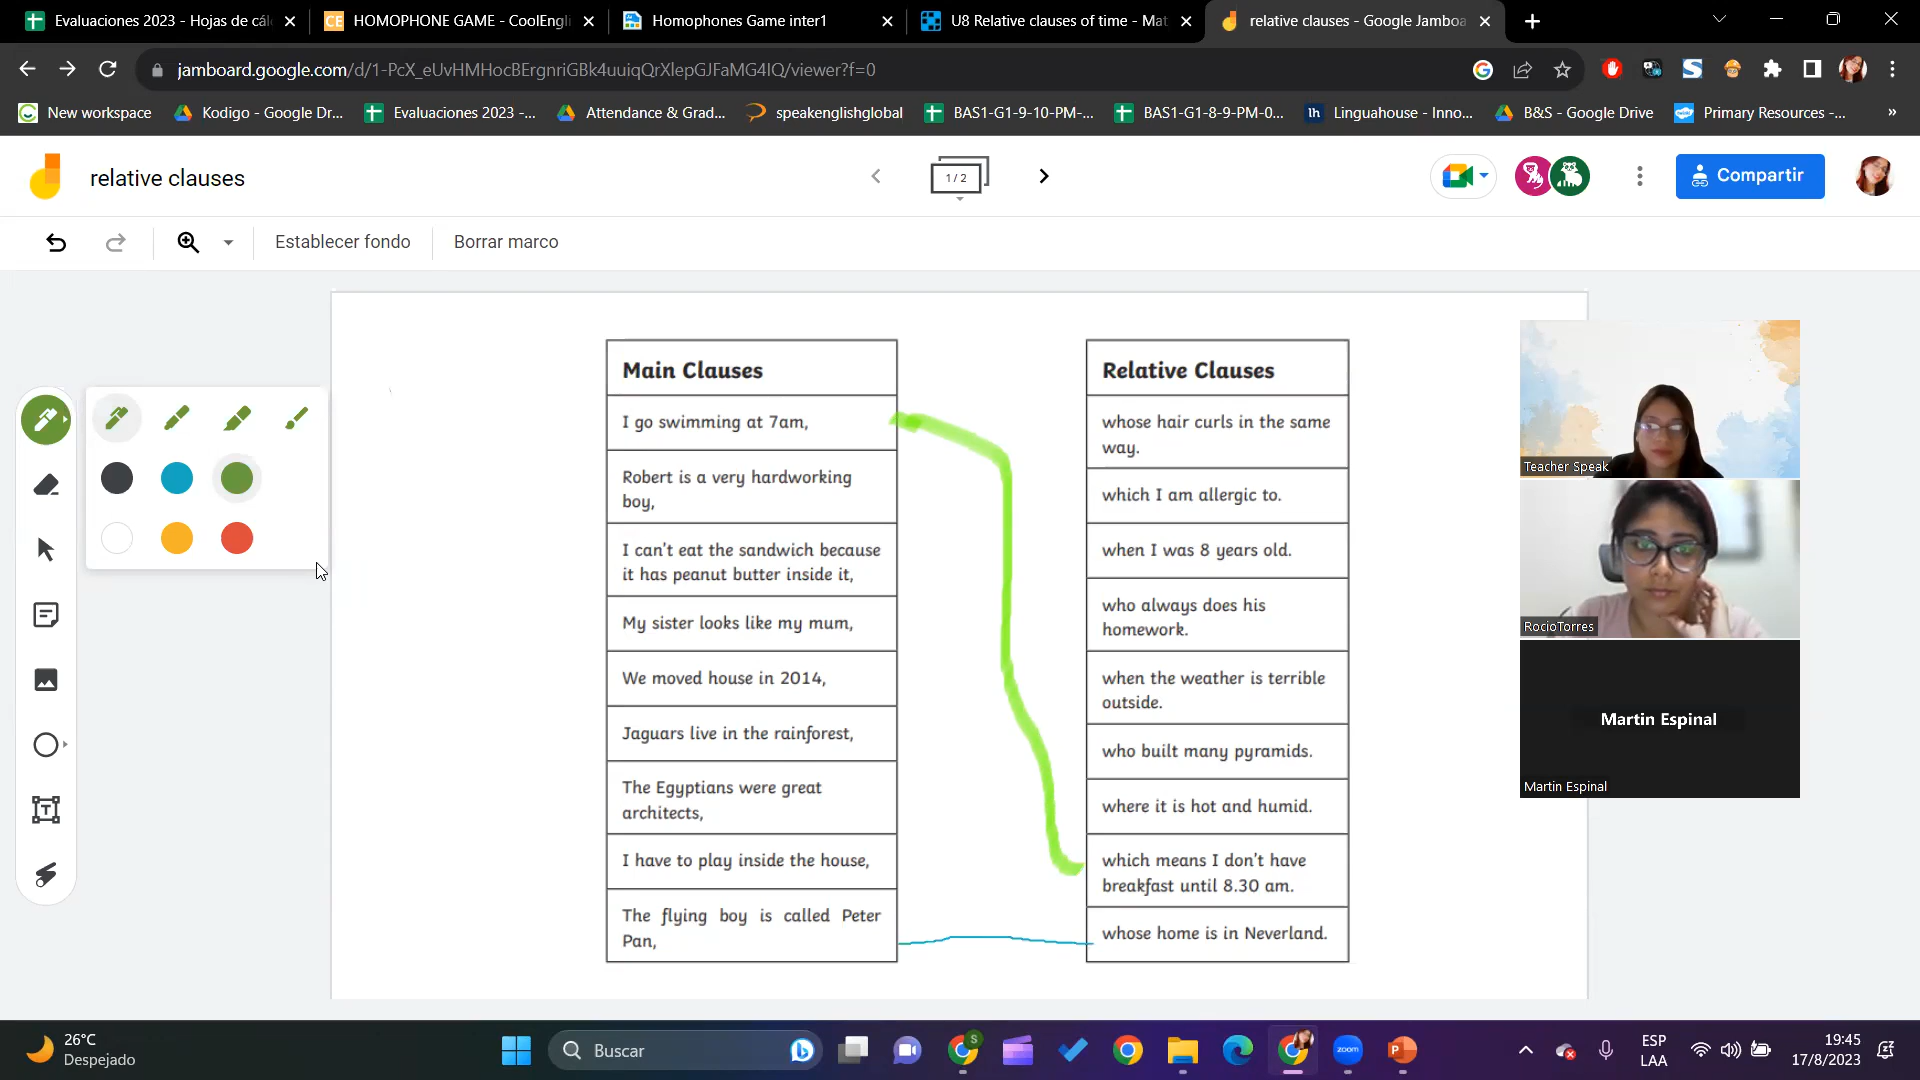 Evaluaciones 2023 - Hojas de cál
HOMOPHONE GAME - CoolEngli
Homophones Game inter1
U8 Relative clauses of time - Mat
relative clauses - Google Jamboa
jamboard.google.com/d/1-PcX_eUvHMHocBErgnriGBk4uuiqQrXlepGJFaMG4IQ/viewer?f=0
New workspace
Kodigo - Google Dr...
Evaluaciones 2023 -...
Attendance & Grad...
speakenglishglobal
BAS1-G1-9-10-PM-...
BAS1-G1-8-9-PM-0...
Linguahouse - Inno...
B&S - Google Drive
Primary Resources -...
relative clauses
1 / 2
Compartir
Establecer fondo
Borrar marco
Main Clauses
I go swimming at 7am,
Robert is a very hardworking
boy,
I can't eat the sandwich because
it has peanut butter inside it,
My sister looks like my mum,
We moved house in 2014,
Jaguars live in the rainforest,
The Egyptians were great
architects,
I have to play inside the house,
The flying boy is called Peter
Pan,
Relative Clauses
whose hair curls in the same
way.
which I am allergic to.
when I was 8 years old.
who always does his
homework.
when the weather is terrible
outside.
who built many pyramids.
where it is hot and humid.
which means I don't have
breakfast until 8.30 am.
whose home is in Neverland.
Teacher Speak
RocioTorres
Martin Espinal
Martin Espinal
26°C
Despejado
Buscar
zoom
ESP
LAA
19:45
17/8/2023